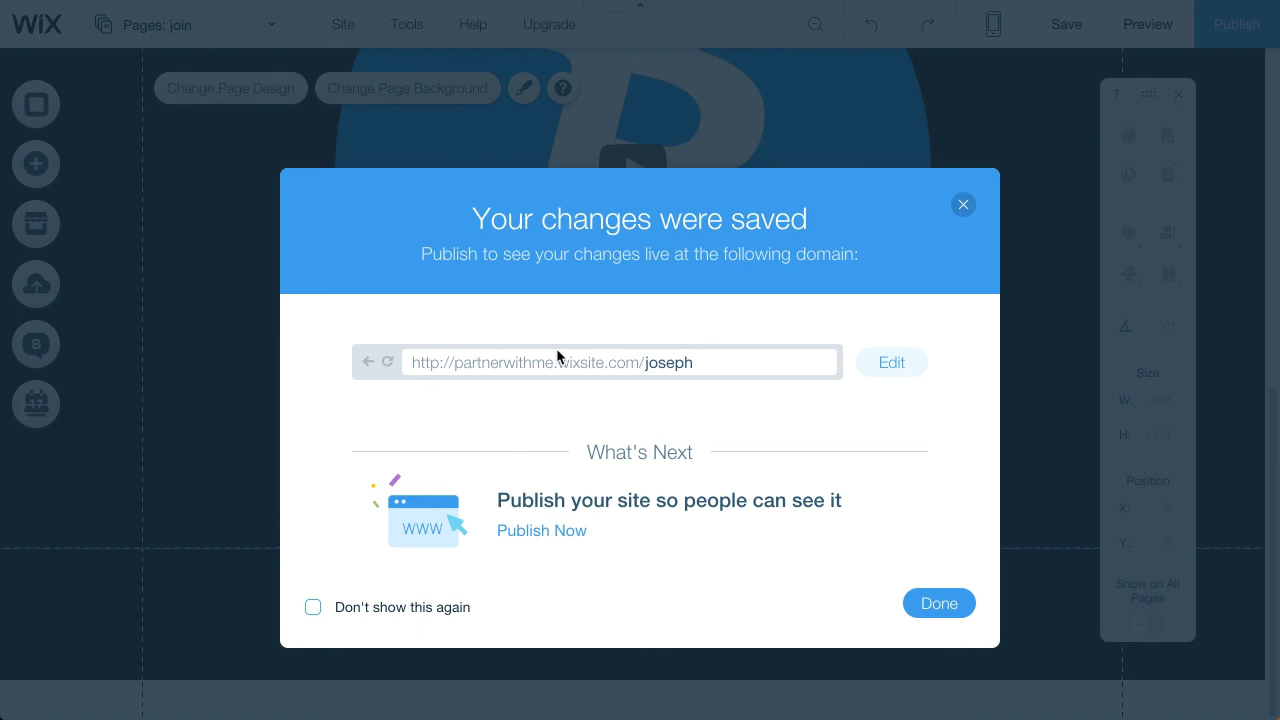 WiX Pages: join Site Tools Help Upgrade Save Preview Publish
Change Page Design Change Page Background ?
? 
Your changes were saved
Publish to see your changes live at the following domain:
http://partnerwithme.wixsite.com/joseph Edit
Size
W:
H:
What's Next
Position
Publish your site so people can see it
X:
WWW Publish Now
Y:
Show on All
Pages
Don't show this again Done
B
17